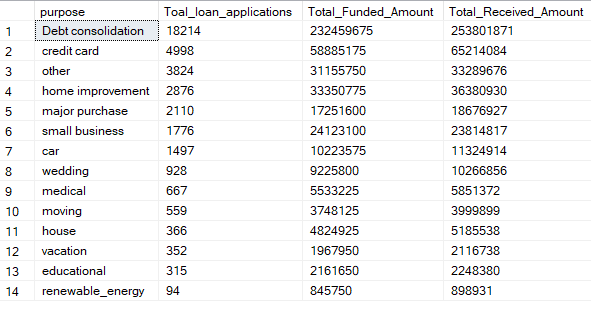 purpose Toal_loan_applications Total_Funded_Amount Total_Received_Amount
1 Debt consolidation 18214 232459675 253801871
2 credit card 4998 58885175 65214084
3 other 3824 31155750 33289676
4 home improvement 2876 33350775 36380930
5 major purchase 2110 17251600 18676927
6 small business 1776 24123100 23814817
7 car 1497 10223575 11324914
8 wedding 928 9225800 10266856
9 medical 667 5533225 5851372
10 moving 559 3748125 3999899
11 house 366 4824925 5185538
12 vacation 352 1967950 2116738
13 educational 315 2161650 2248380
14 renewable_energy 94 845750 898931